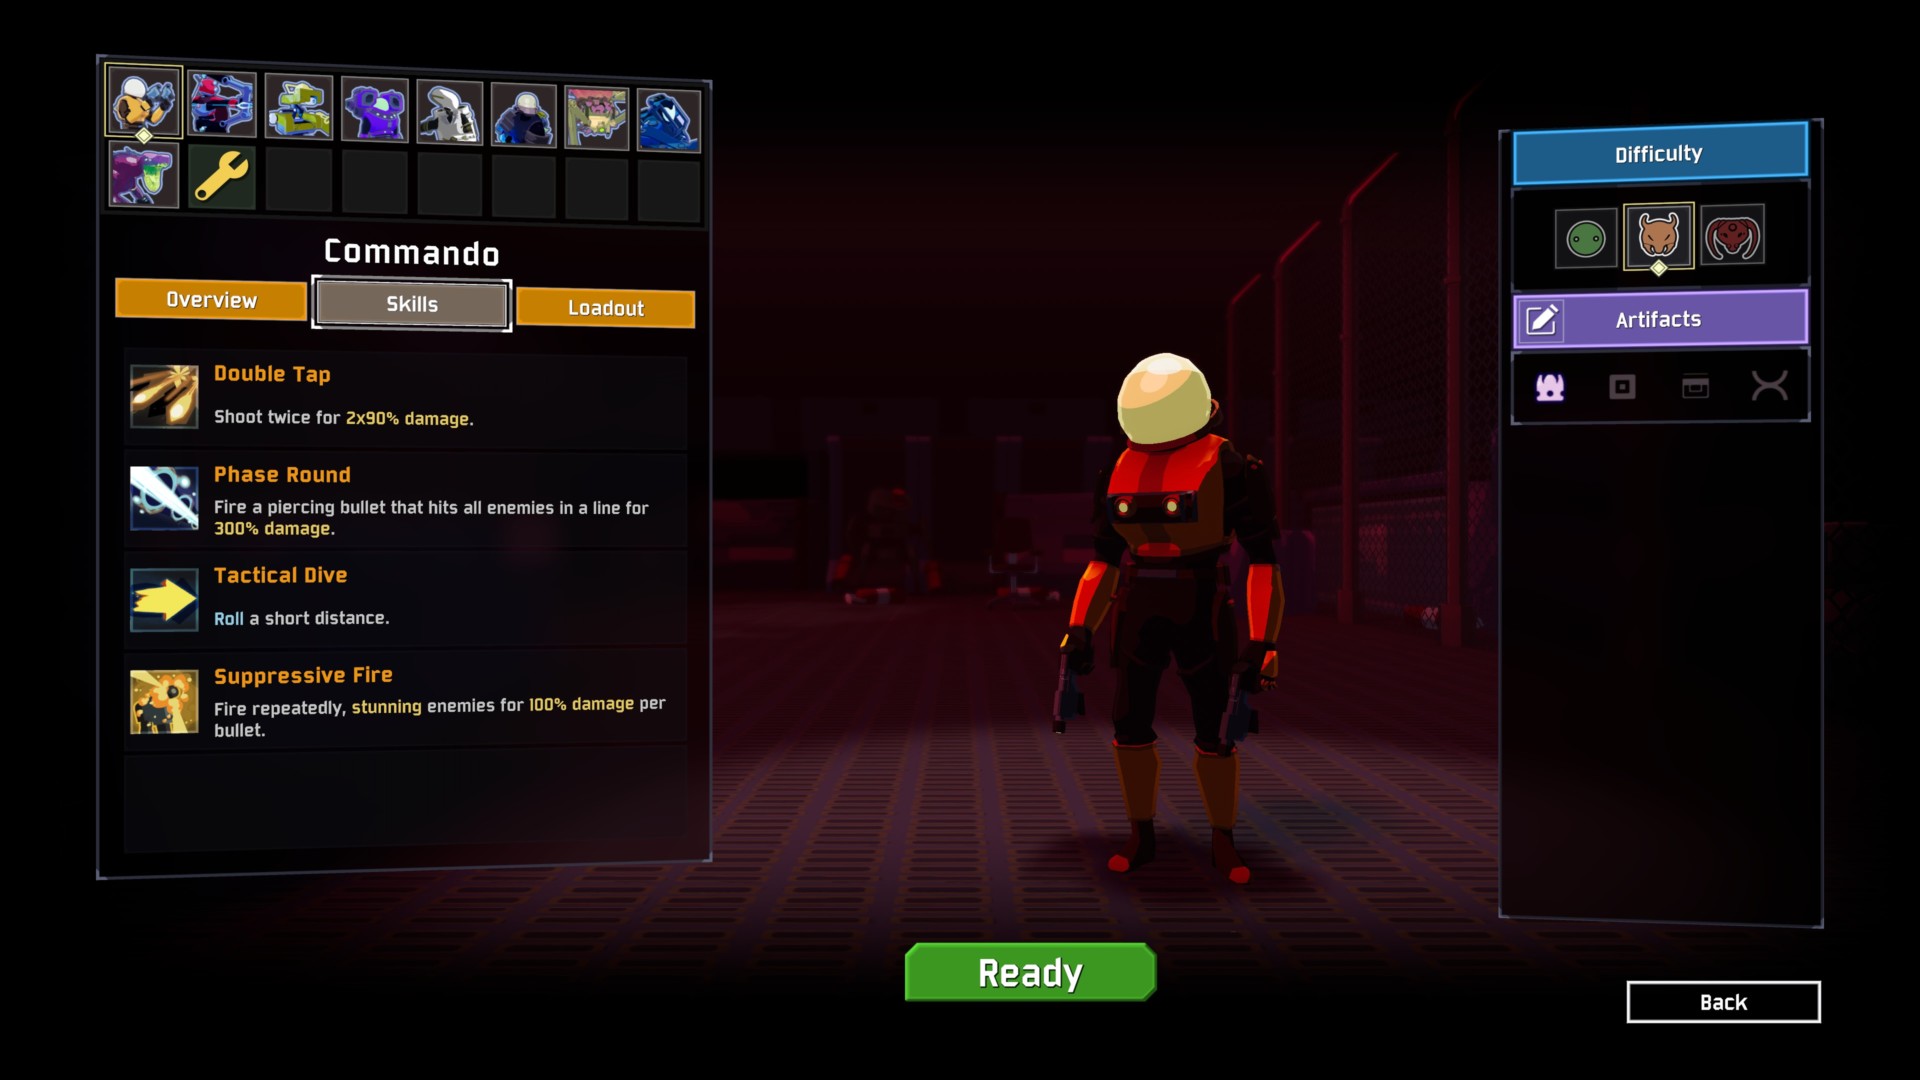 Commando
Overview
Skills
Loadout
Double Tap
Shoot twice for 2x90% damage.
Phase Round
Fire a piercing bullet that hits all enemies in a line for
300% damage.
Tactical Dive
Roll a short distance.
Suppressive Fire
Fire repeatedly, stunning enemies for 100% damage per
bullet.
Difficulty
Artifacts
Ready
Back